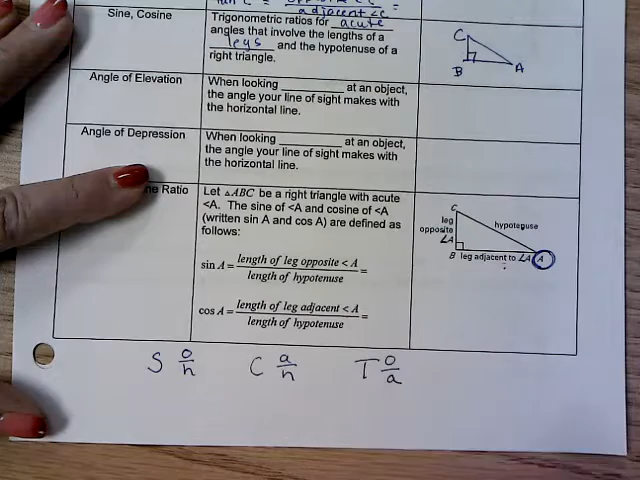 adjacent <C =
Sine, Cosine
Trigonometric ratios for acute
angles that involve the lengths of a
legs and the hypotenuse of a
right triangle.
C
B
A
Angle of Elevation
When looking __________ at an object,
the angle your line of sight makes with
the horizontal line.
Angle of Depression
When looking __________ at an object,
the angle your line of sight makes with
the horizontal line.
Ratio
Let △ABC be a right triangle with acute
<A. The sine of <A and cosine of <A
(written sin A and cos A) are defined as
follows:
sin A = length of leg opposite < A / length of hypotenuse =
cos A = length of leg adjacent < A / length of hypotenuse =
C
leg
opposite
∠A
hypotenuse
B leg adjacent to ∠A A
S o/h C a/h T o/a